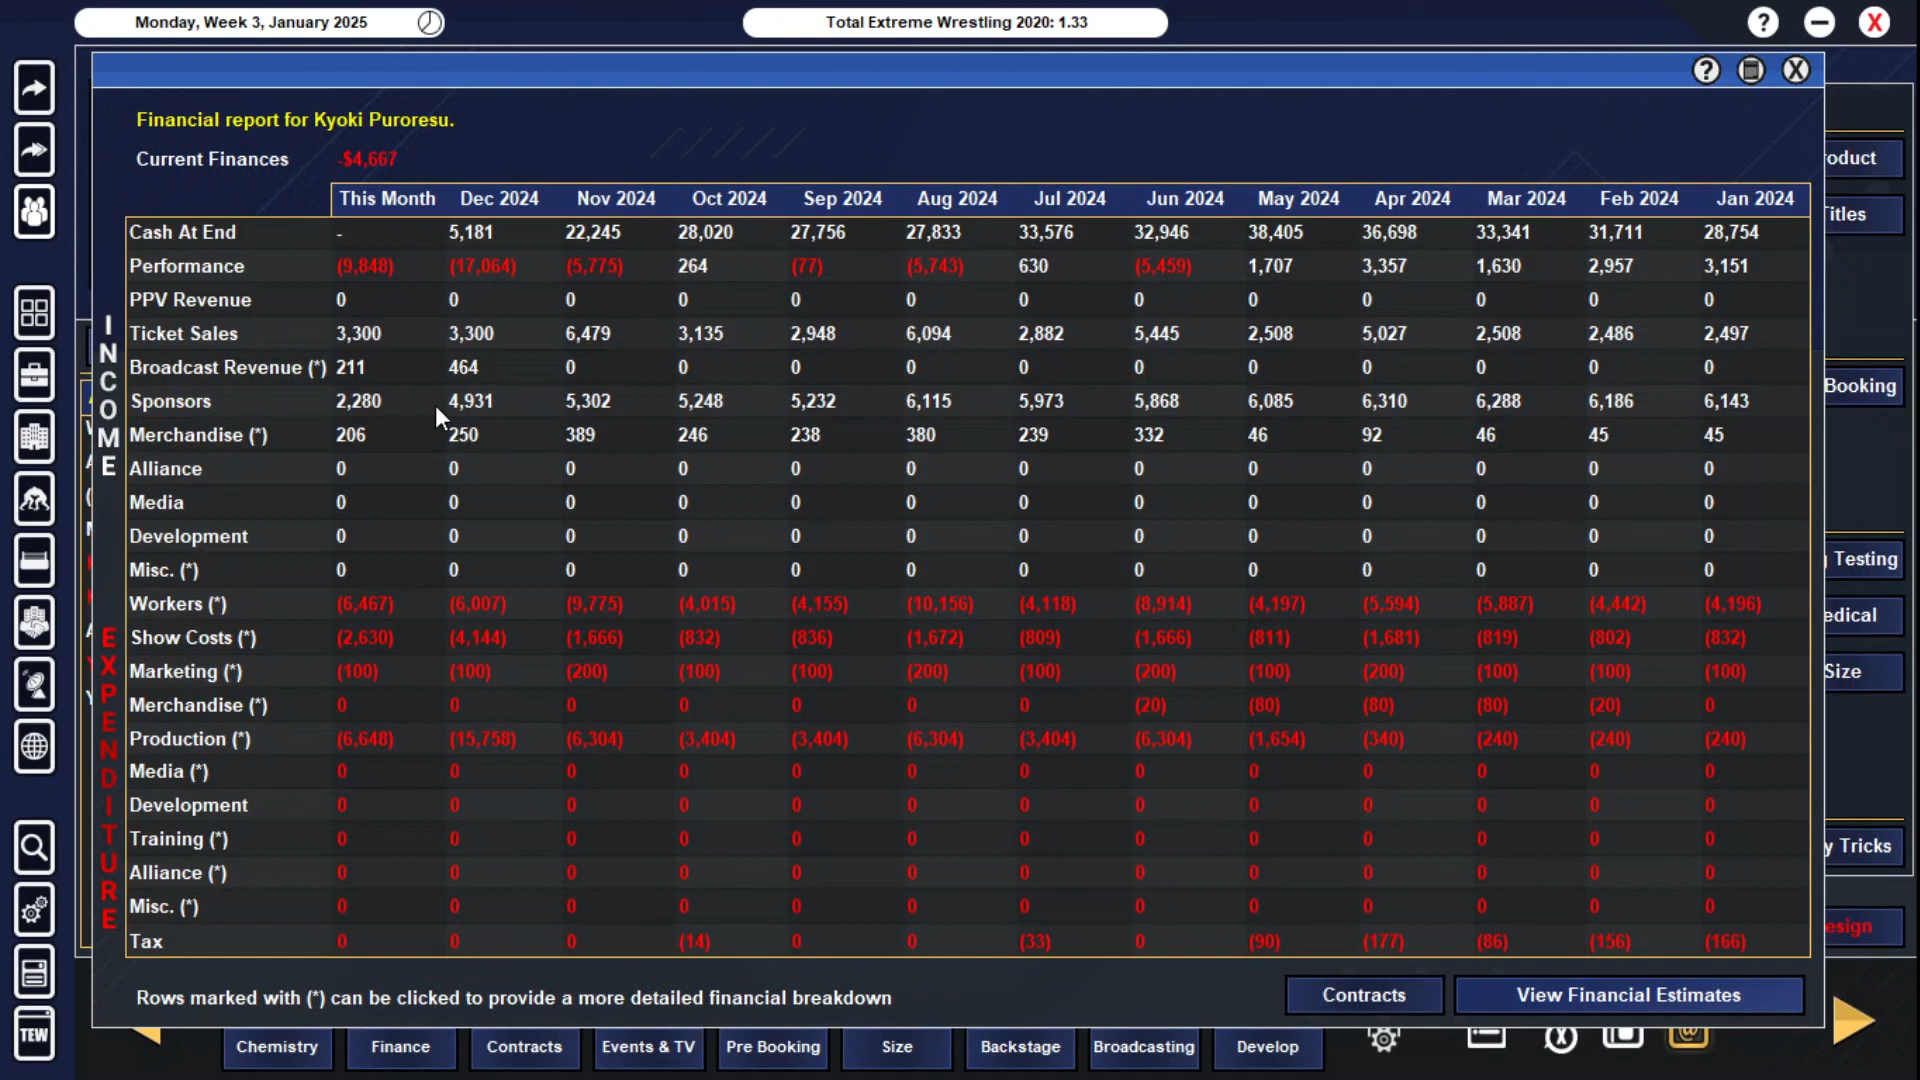 Monday, Week 3, January 2025
Total Extreme Wrestling 2020: 1.33
? X
? X
Financial report for Kyoki Puroresu.
Current Finances -$4,667
This Month Dec 2024 Nov 2024 Oct 2024 Sep 2024 Aug 2024 Jul 2024 Jun 2024 May 2024 Apr 2024 Mar 2024 Feb 2024 Jan 2024
INCOME
Cash At End - 5,181 22,245 28,020 27,756 27,833 33,576 32,946 38,405 36,698 33,341 31,711 28,754
Performance (9,848) (17,064) (5,775) 264 (77) (5,743) 630 (5,459) 1,707 3,357 1,630 2,957 3,151
PPV Revenue 0 0 0 0 0 0 0 0 0 0 0 0 0
Ticket Sales 3,300 3,300 6,479 3,135 2,948 6,094 2,882 5,445 2,508 5,027 2,508 2,486 2,497
Broadcast Revenue (*) 211 464 0 0 0 0 0 0 0 0 0 0 0
Sponsors 2,280 4,931 5,302 5,248 5,232 6,115 5,973 5,868 6,085 6,310 6,288 6,186 6,143
Merchandise (*) 206 250 389 246 238 380 239 332 46 92 46 45 45
Alliance 0 0 0 0 0 0 0 0 0 0 0 0 0
Media 0 0 0 0 0 0 0 0 0 0 0 0 0
Development 0 0 0 0 0 0 0 0 0 0 0 0 0
Misc. (*) 0 0 0 0 0 0 0 0 0 0 0 0 0
EXPENDITURE
Workers (*) (6,467) (6,007) (9,775) (4,015) (4,155) (10,156) (4,118) (8,914) (4,197) (5,594) (5,887) (4,442) (4,196)
Show Costs (*) (2,630) (4,144) (1,666) (832) (836) (1,672) (809) (1,666) (811) (1,681) (819) (802) (832)
Marketing (*) (100) (100) (200) (100) (100) (200) (100) (200) (100) (200) (100) (100) (100)
Merchandise (*) 0 0 0 0 0 0 0 (20) (80) (80) (80) (20) 0
Production (*) (6,648) (15,758) (6,304) (3,404) (3,404) (6,304) (3,404) (6,304) (1,654) (340) (240) (240) (240)
Media (*) 0 0 0 0 0 0 0 0 0 0 0 0 0
Development 0 0 0 0 0 0 0 0 0 0 0 0 0
Training (*) 0 0 0 0 0 0 0 0 0 0 0 0 0
Alliance (*) 0 0 0 0 0 0 0 0 0 0 0 0 0
Misc. (*) 0 0 0 0 0 0 0 0 0 0 0 0 0
Tax 0 0 0 (14) 0 0 (33) 0 (90) (177) (86) (156) (166)
Rows marked with (*) can be clicked to provide a more detailed financial breakdown
Contracts View Financial Estimates
oduct
Titles
Booking
Testing
edical
Size
y Tricks
esign
TEW
Chemistry Finance Contracts Events & TV Pre Booking Size Backstage Broadcasting Develop